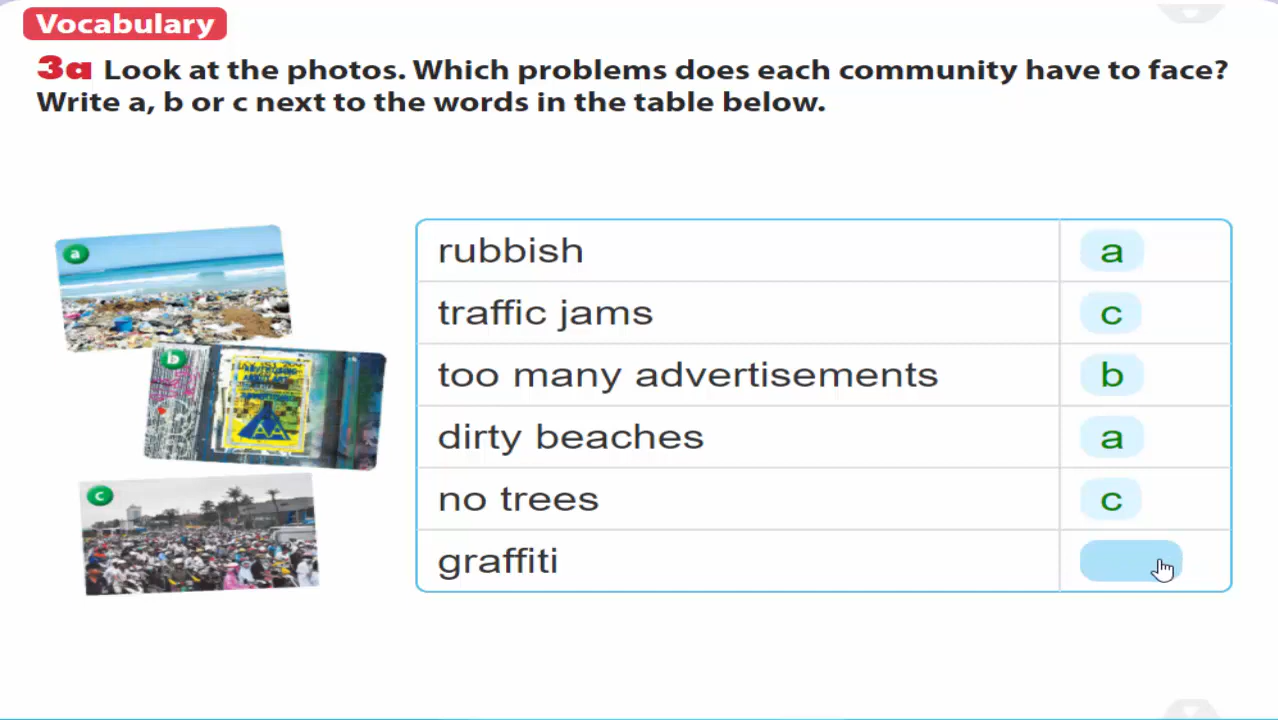 Vocabulary
3a Look at the photos. Which problems does each community have to face?
Write a, b or c next to the words in the table below.
a
b
c
AA
rubbish a
traffic jams c
too many advertisements b
dirty beaches a
no trees c
graffiti